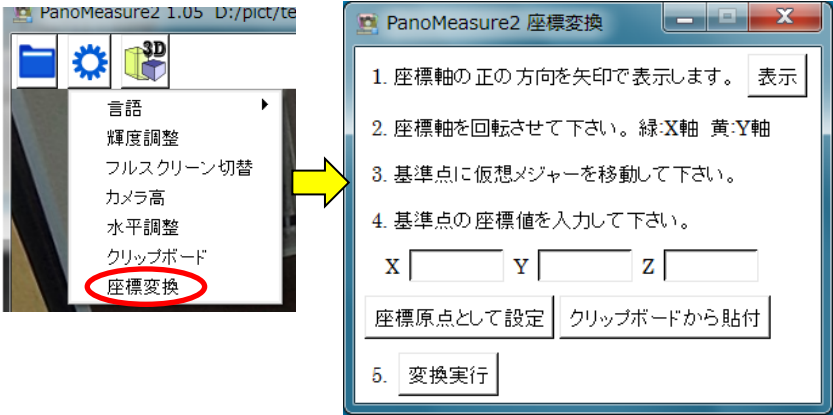 PanoMeasure2 1.05 D:/pict/te
3D
言語
輝度調整
フルスクリーン切替
カメラ高
水平調整
クリップボード
座標変換
PanoMeasure2 座標変換
1. 座標軸の正の方向を矢印で表示します。 表示
2. 座標軸を回転させて下さい。緑:X軸 黄:Y軸
3. 基準点に仮想メジャーを移動して下さい。
4. 基準点の座標値を入力して下さい。
X Y Z
座標原点として設定 クリップボードから貼付
5. 変換実行